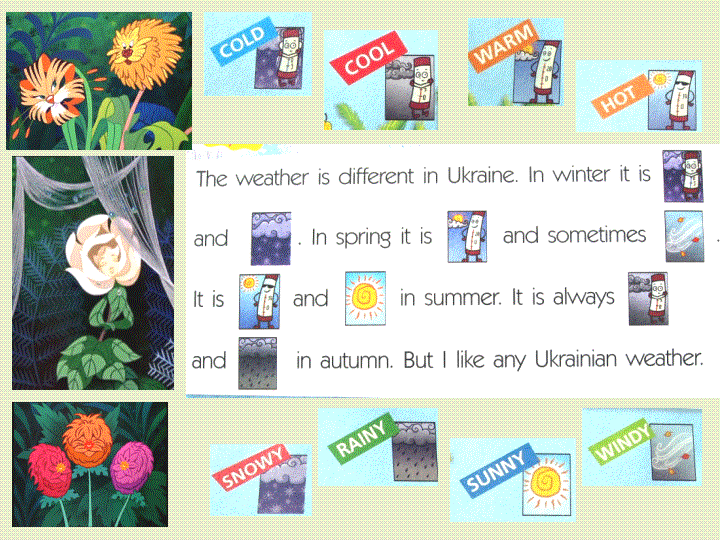 COLD
COOL
WARM
HOT
The weather is different in Ukraine. In winter it is
and . In spring it is and sometimes .
It is and in summer. It is always
and in autumn. But I like any Ukrainian weather.
SNOWY
RAINY
SUNNY
WINDY